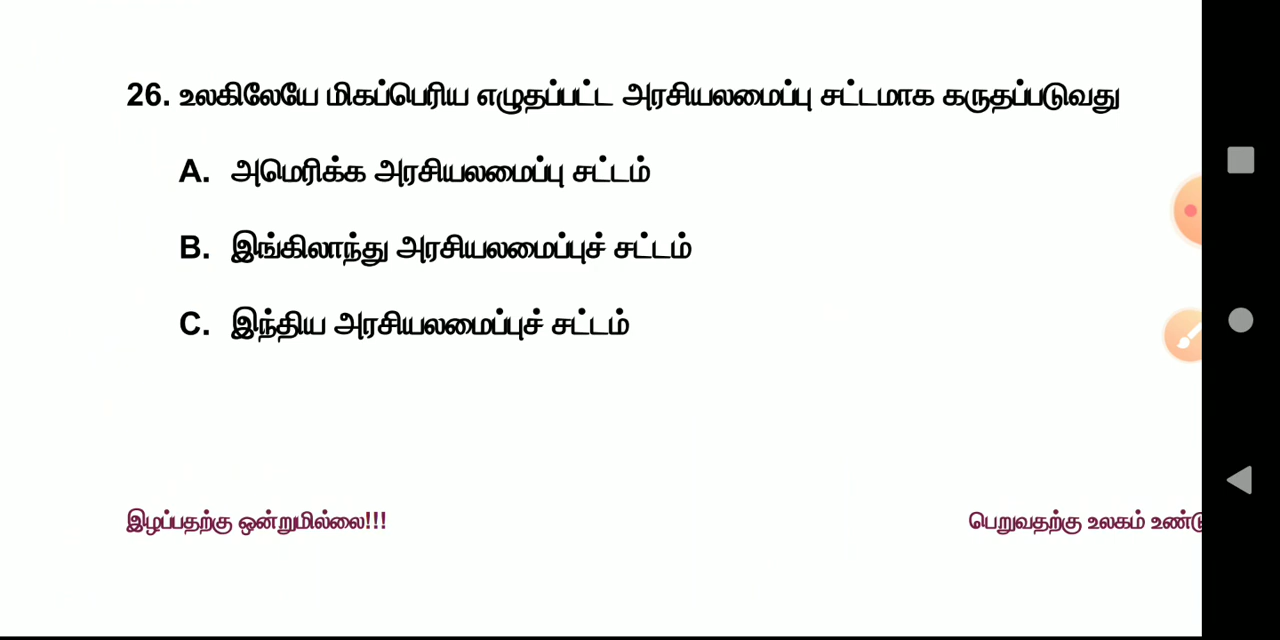 26. உலகிலேயே மிகப்பெரிய எழுதப்பட்ட அரசியலமைப்பு சட்டமாக கருதப்படுவது
A. அமெரிக்க அரசியலமைப்பு சட்டம்
B. இங்கிலாந்து அரசியலமைப்புச் சட்டம்
C. இந்திய அரசியலமைப்புச் சட்டம்
இழப்பதற்கு ஒன்றுமில்லை!!! பெறுவதற்கு உலகம் உண்டு